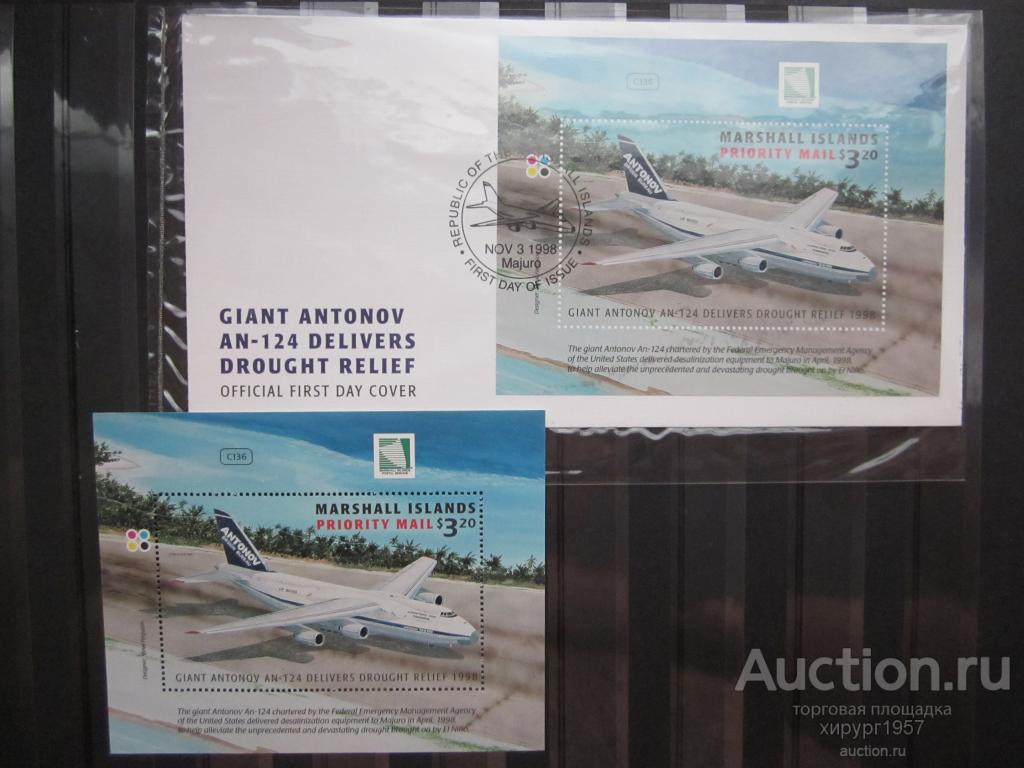 C136
MARSHALL ISLANDS
PRIORITY MAIL $3.20
ANTONOV
REPUBLIC OF THE MARSHALL ISLANDS
NOV 3 1998
Majuro
FIRST DAY OF ISSUE
GIANT ANTONOV AN-124 DELIVERS DROUGHT RELIEF 1998
The giant Antonov An-124 chartered by the Federal Emergency Management Agency
of the United States delivered desalinization equipment to Majuro in April, 1998,
to help alleviate the unprecedented and devastating drought brought on by El Niño.
GIANT ANTONOV
AN-124 DELIVERS
DROUGHT RELIEF
OFFICIAL FIRST DAY COVER
C136
MARSHALL ISLANDS
PRIORITY MAIL $3.20
ANTONOV
GIANT ANTONOV AN-124 DELIVERS DROUGHT RELIEF 1998
The giant Antonov An-124 chartered by the Federal Emergency Management Agency
of the United States delivered desalinization equipment to Majuro in April, 1998,
to help alleviate the unprecedented and devastating drought brought on by El Niño.
Auction.ru
торговая площадка
хирург1957
auction.ru